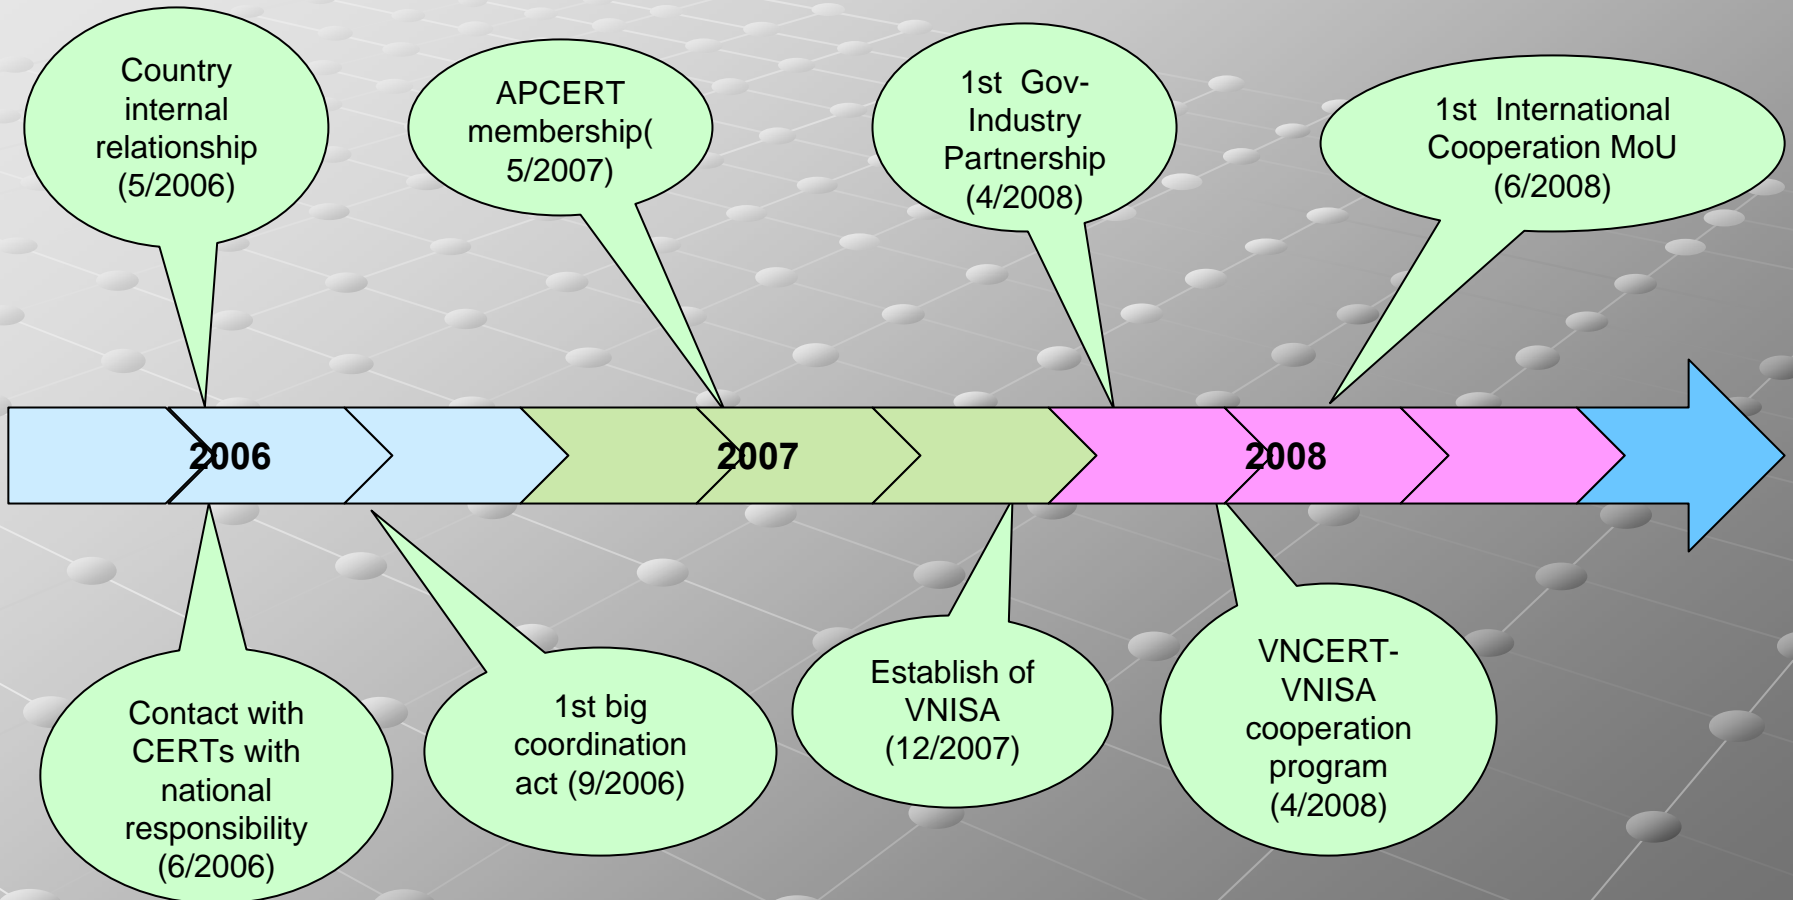 Country
internal
relationship
(5/2006)
APCERT
membership(
5/2007)
1st  Gov-
Industry
Partnership
(4/2008)
1st  International
Cooperation MoU
(6/2008)
2006
2007
2008
Contact with
CERTs with
national
responsibility
(6/2006)
1st big
coordination
act (9/2006)
Establish of
VNISA
(12/2007)
VNCERT-
VNISA
cooperation
program
(4/2008)